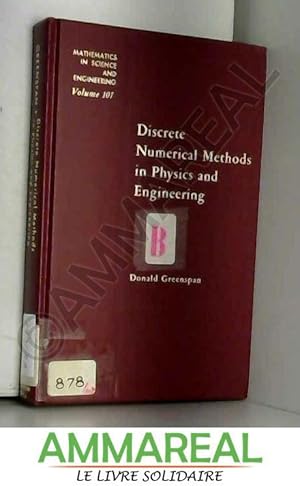 MATHEMATICS
IN SCIENCE
AND
ENGINEERING
Volume 107
Discrete
Numerical Methods
in Physics and
Engineering
B
Donald Greenspan
GREENSPAN • Discrete Numerical Methods
878
©AMMAREAL
AMMAREAL
LE LIVRE SOLIDAIRE